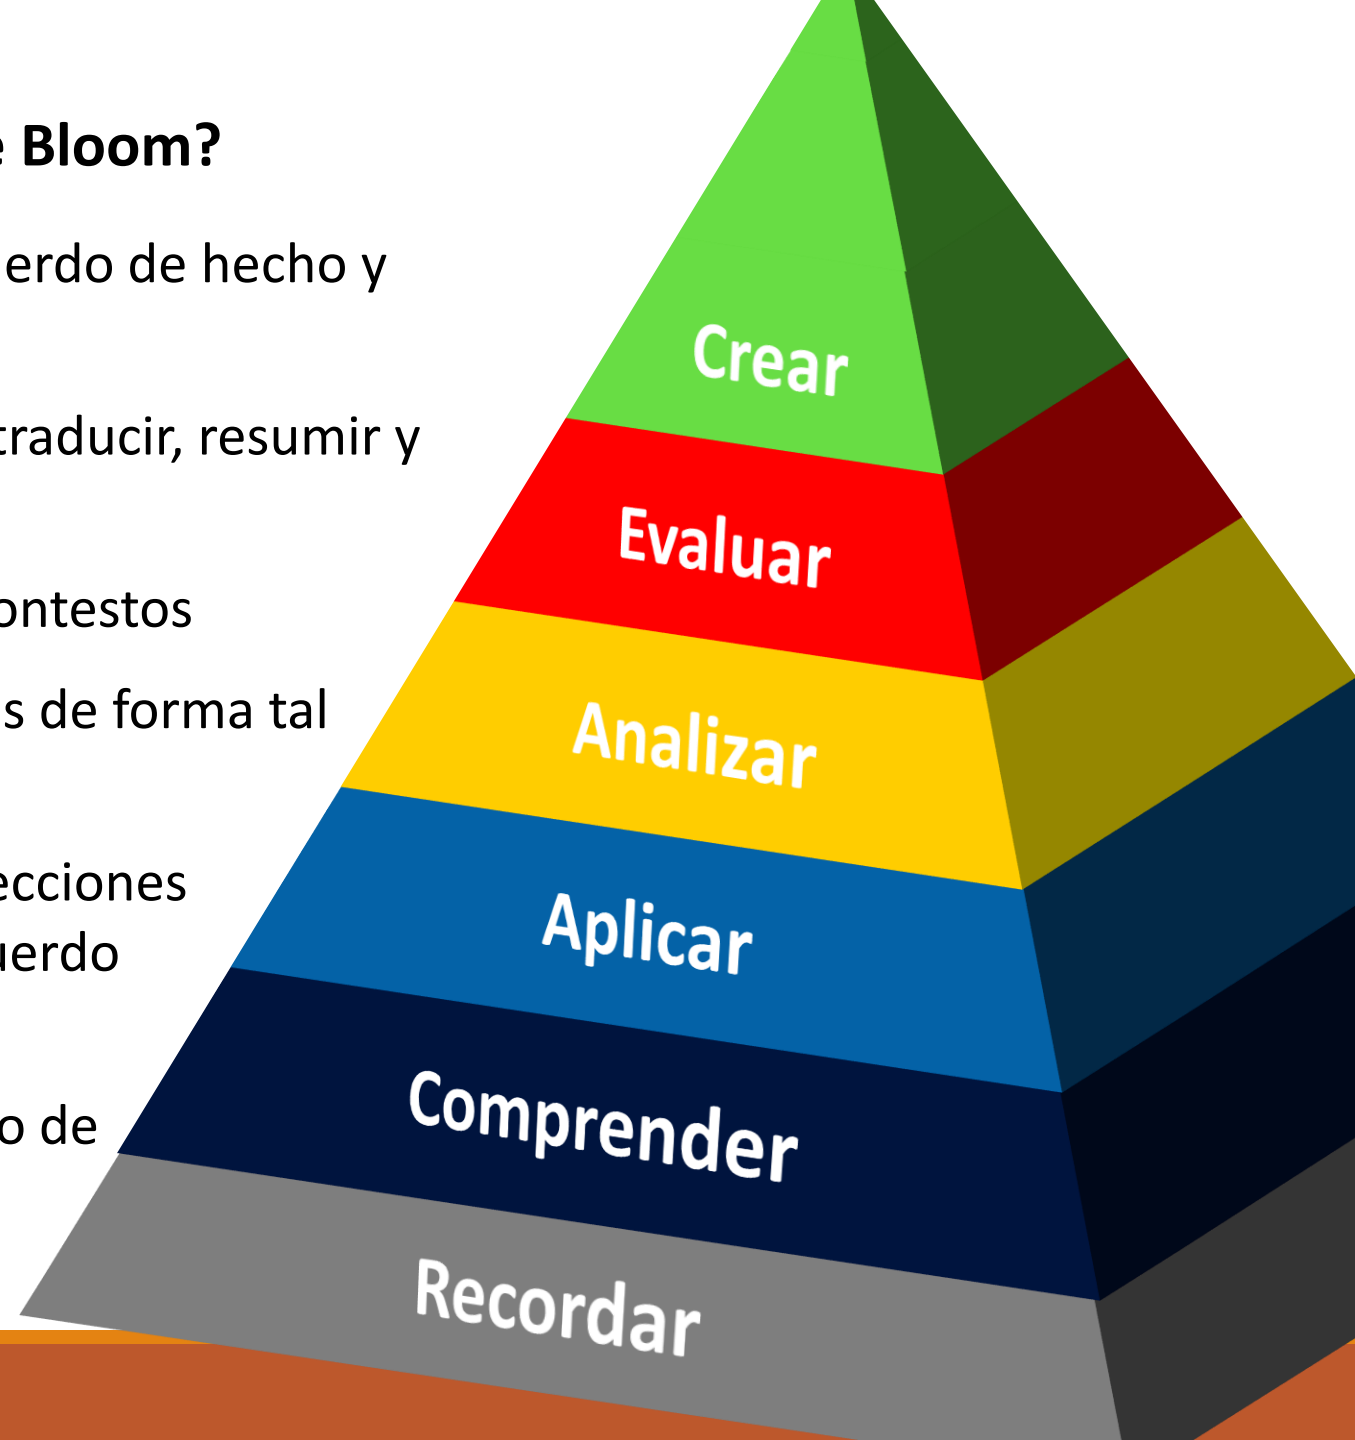 e Bloom?
erdo de hecho y
traducir, resumir y
ontestos
s de forma tal
ecciones
uerdo
o de
Crear
Evaluar
Analizar
Aplicar
Comprender
Recordar